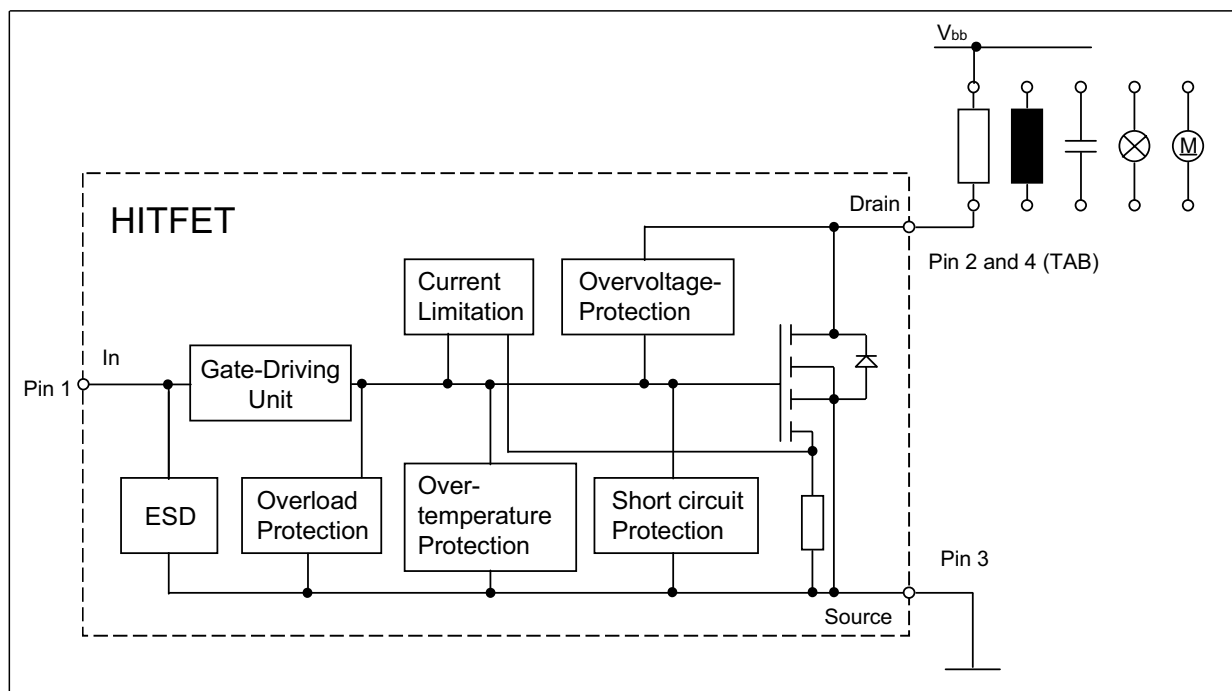 Vbb
M
HITFET
Drain
Pin 2 and 4 (TAB)
Current
Limitation
Overvoltage-
Protection
In
Pin 1
Gate-Driving
Unit
ESD
Overload
Protection
Over-
temperature
Protection
Short circuit
Protection
Pin 3
Source